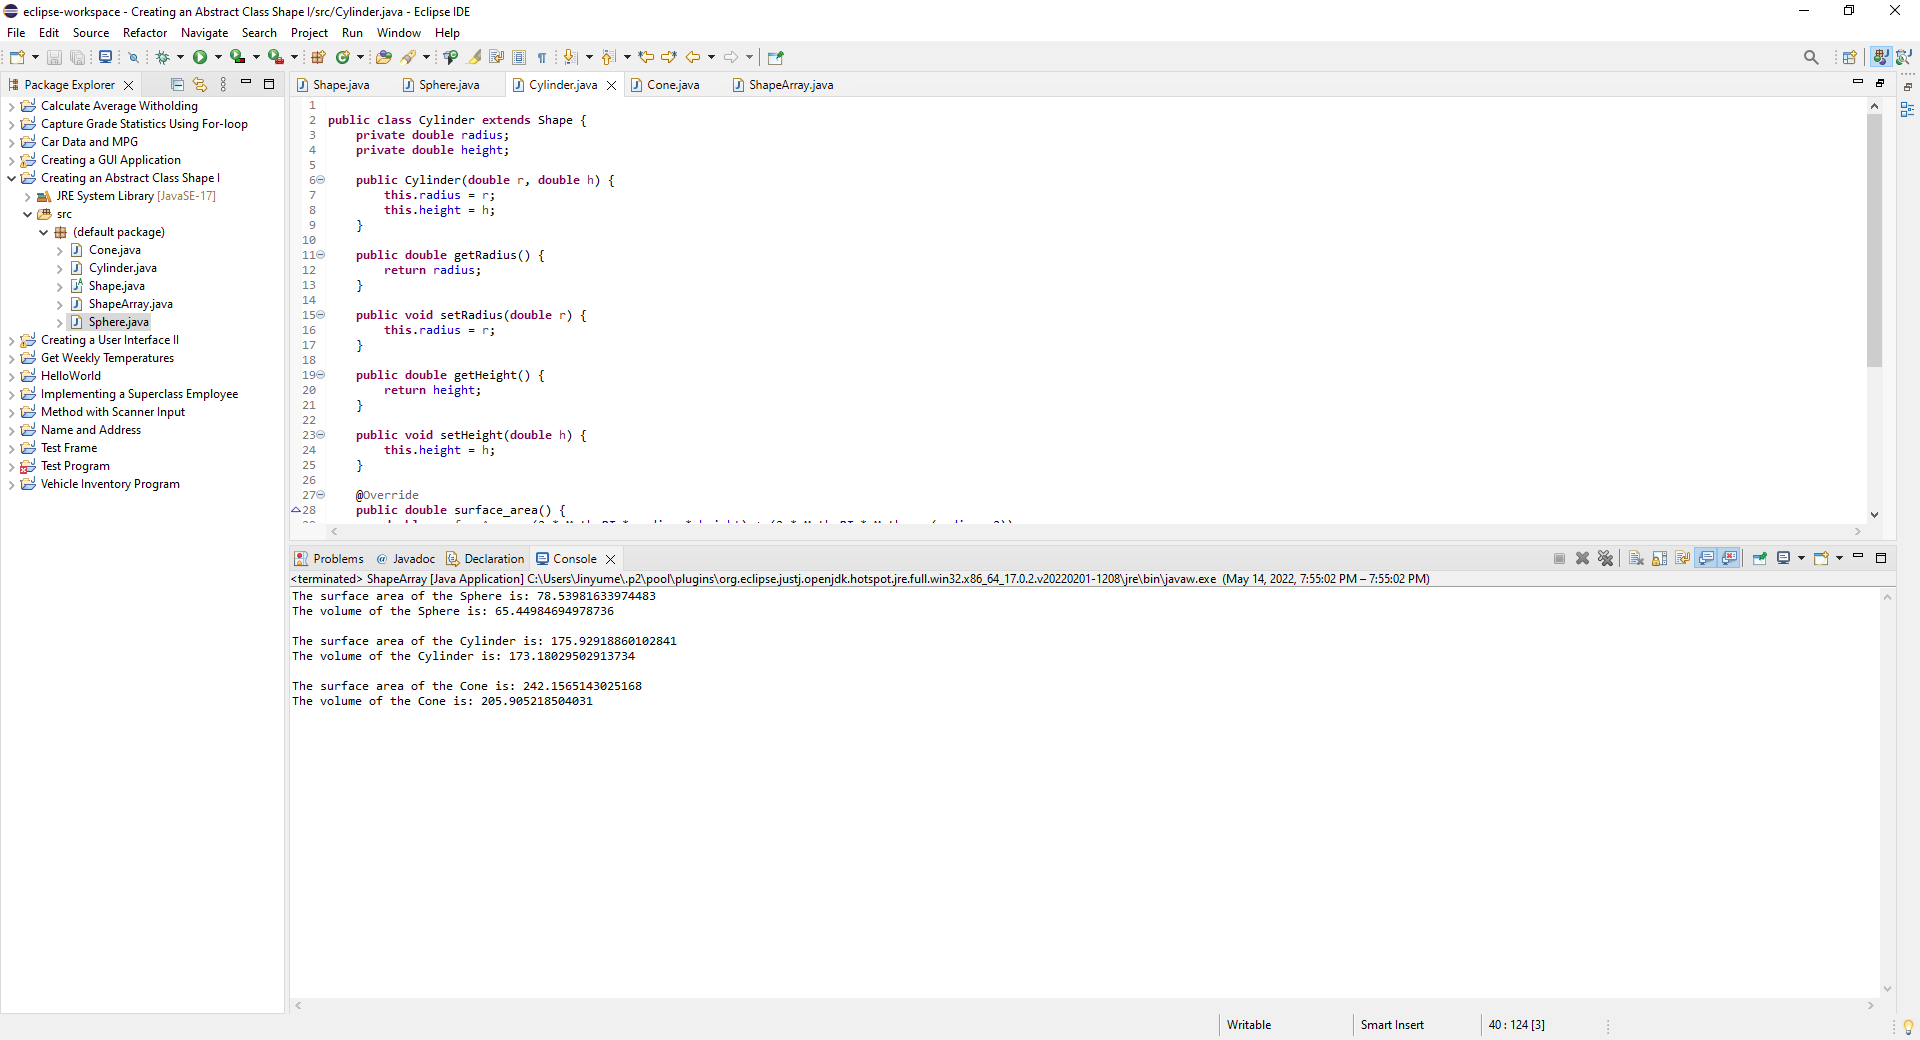 eclipse-workspace - Creating an Abstract Class Shape I/src/Cylinder.java - Eclipse IDE
File Edit Source Refactor Navigate Search Project Run Window Help
Package Explorer
Calculate Average Witholding
Capture Grade Statistics Using For-loop
Car Data and MPG
Creating a GUI Application
Creating an Abstract Class Shape I
JRE System Library [JavaSE-17]
src
(default package)
Cone.java
Cylinder.java
Shape.java
ShapeArray.java
Sphere.java
Creating a User Interface II
Get Weekly Temperatures
HelloWorld
Implementing a Superclass Employee
Method with Scanner Input
Name and Address
Test Frame
Test Program
Vehicle Inventory Program
Shape.java Sphere.java Cylinder.java Cone.java ShapeArray.java
1
2 public class Cylinder extends Shape {
3 private double radius;
4 private double height;
5
6 public Cylinder(double r, double h) {
7 this.radius = r;
8 this.height = h;
9 }
10
11 public double getRadius() {
12 return radius;
13 }
14
15 public void setRadius(double r) {
16 this.radius = r;
17 }
18
19 public double getHeight() {
20 return height;
21 }
22
23 public void setHeight(double h) {
24 this.height = h;
25 }
26
27 @Override
28 public double surface_area() {
Problems Javadoc Declaration Console
<terminated> ShapeArray [Java Application] C:\Users\Jinyume\.p2\pool\plugins\org.eclipse.justj.openjdk.hotspot.jre.full.win32.x86_64_17.0.2.v20220201-1208\jre\bin\javaw.exe (May 14, 2022, 7:55:02 PM – 7:55:02 PM)
The surface area of the Sphere is: 78.53981633974483
The volume of the Sphere is: 65.44984694978736
The surface area of the Cylinder is: 175.92918860102841
The volume of the Cylinder is: 173.18029502913734
The surface area of the Cone is: 242.1565143025168
The volume of the Cone is: 205.905218504031
Writable Smart Insert 40 : 124 [3]